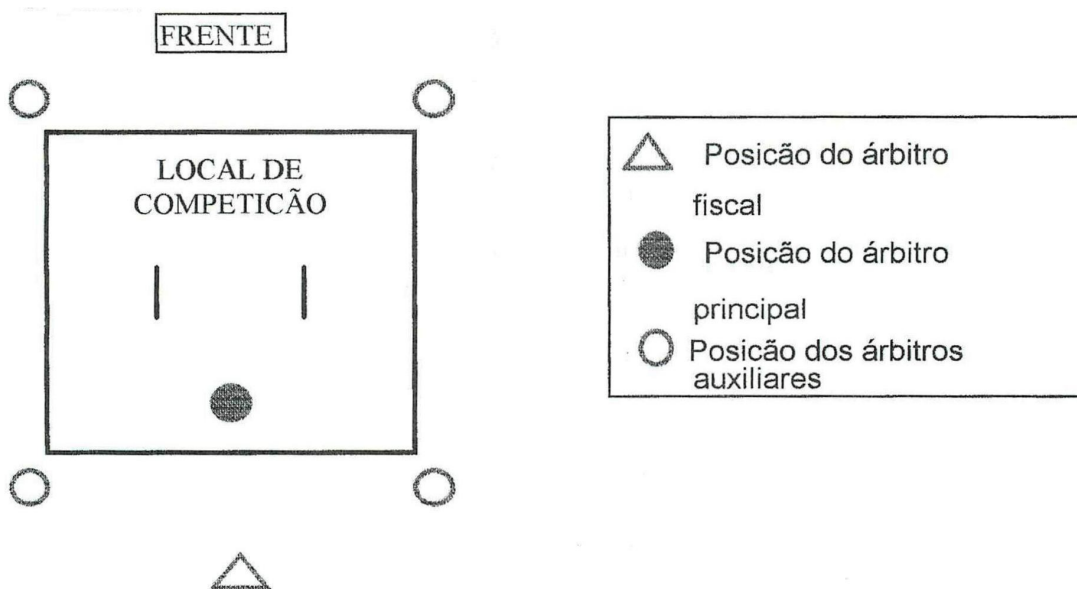 FRENTE
LOCAL DE
COMPETICÃO
Posicão do árbitro
fiscal
Posicão do árbitro
principal
Posicão dos árbitros
auxiliares